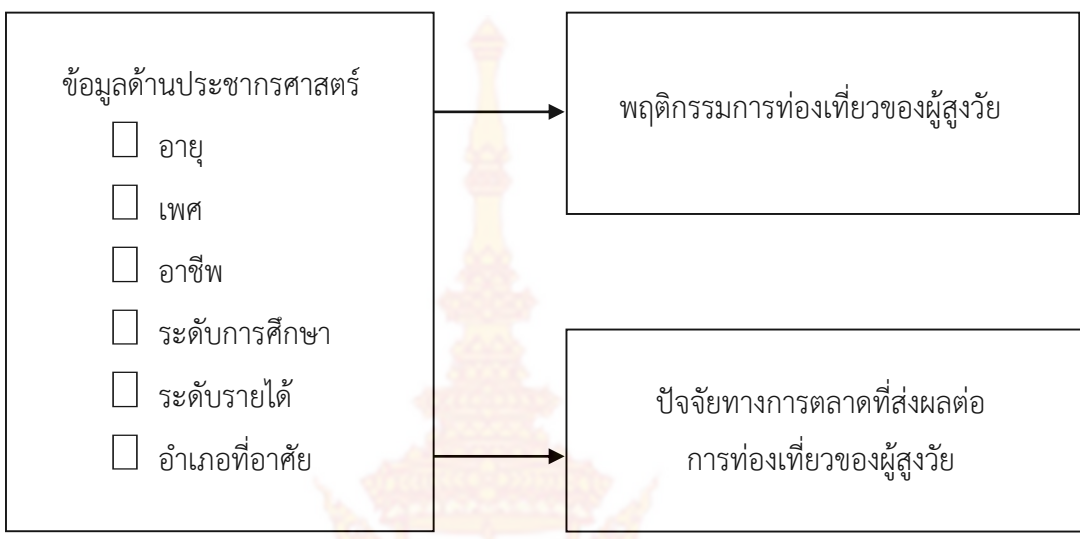 ข้อมูลด้านประชากรศาสตร์
อายุ
เพศ
อาชีพ
ระดับการศึกษา
ระดับรายได้
อำเภอที่อาศัย
พฤติกรรมการท่องเที่ยวของผู้สูงวัย
ปัจจัยทางการตลาดที่ส่งผลต่อ
การท่องเที่ยวของผู้สูงวัย